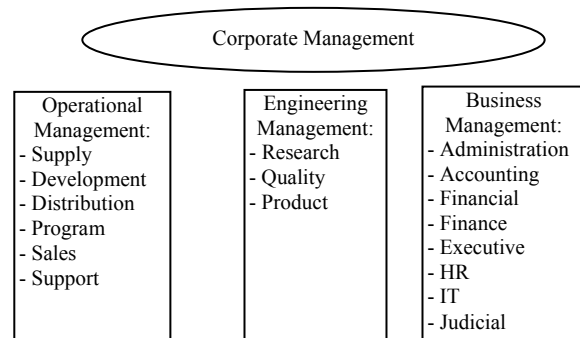 Corporate Management
Operational
Management:
- Supply
- Development
- Distribution
- Program
- Sales
- Support
Engineering
Management:
- Research
- Quality
- Product
Business
Management:
- Administration
- Accounting
- Financial
- Finance
- Executive
- HR
- IT
- Judicial